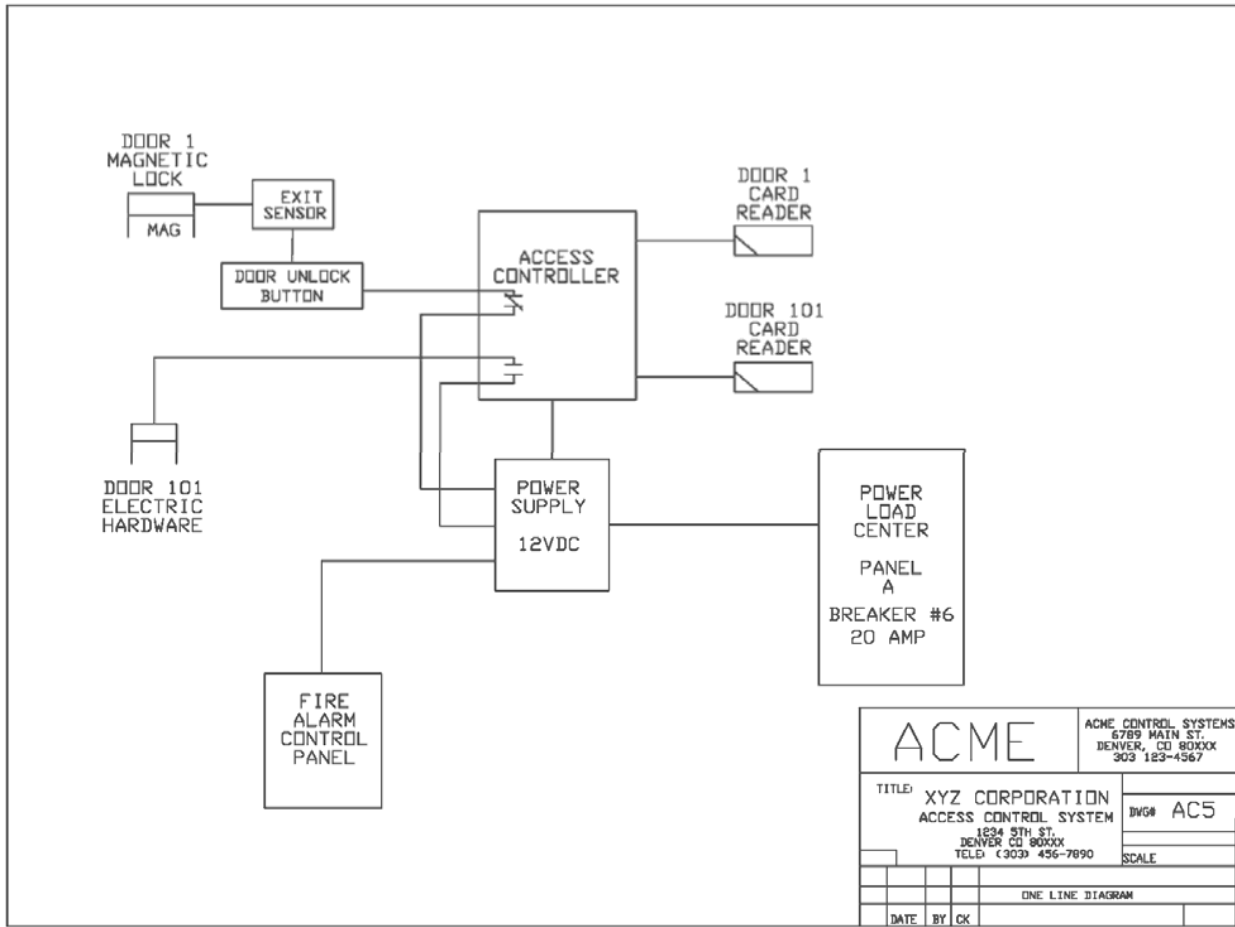 DOOR 1
MAGNETIC
LOCK
MAG
EXIT
SENSOR
DOOR UNLOCK
BUTTON
ACCESS
CONTROLLER
DOOR 1
CARD
READER
DOOR 101
CARD
READER
DOOR 101
ELECTRIC
HARDWARE
POWER
SUPPLY
12VDC
POWER
LOAD
CENTER
PANEL
A
BREAKER #6
20 AMP
FIRE
ALARM
CONTROL
PANEL
ACME
ACME CONTROL SYSTEMS
6789 MAIN ST.
DENVER, CO 80XXX
303 123-4567
TITLE:
XYZ CORPORATION
ACCESS CONTROL SYSTEM
1234 5TH ST.
DENVER CO 80XXX
TELE: (303) 456-7890
DWG# AC5
SCALE
ONE LINE DIAGRAM
DATE BY CK